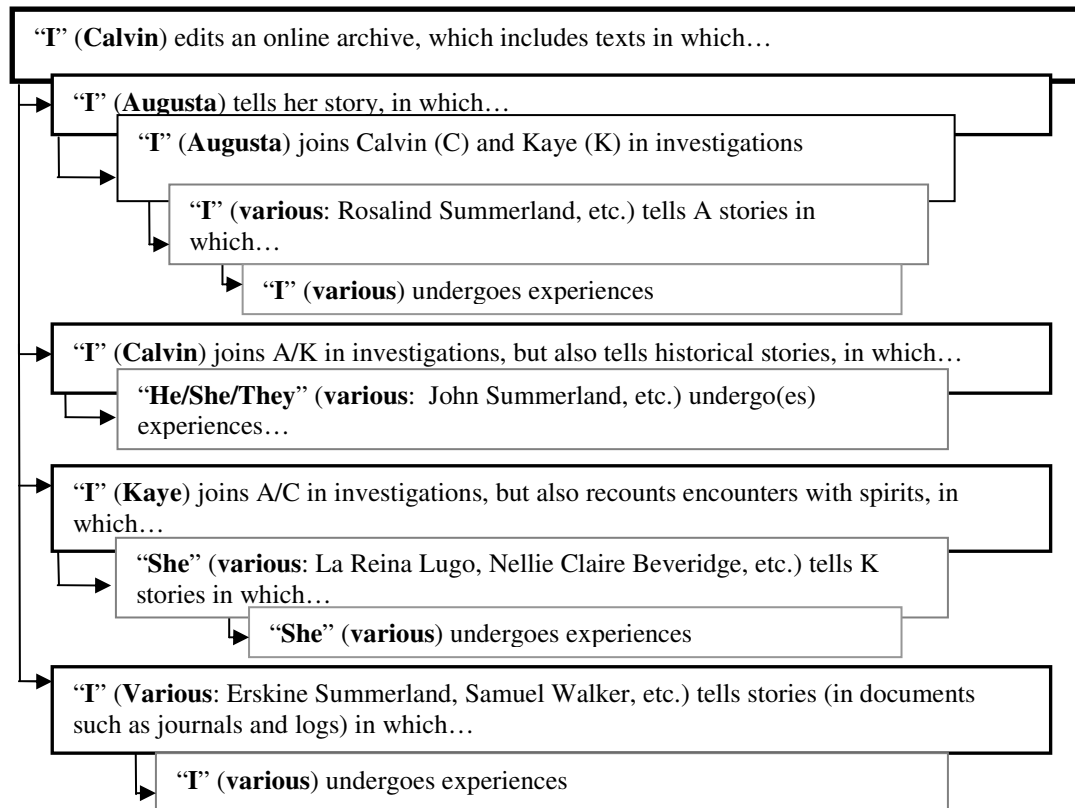 “I” (Calvin) edits an online archive, which includes texts in which…
“I” (Augusta) tells her story, in which…
“I” (Augusta) joins Calvin (C) and Kaye (K) in investigations
“I” (various: Rosalind Summerland, etc.) tells A stories in
which…
“I” (various) undergoes experiences
“I” (Calvin) joins A/K in investigations, but also tells historical stories, in which…
“He/She/They” (various:  John Summerland, etc.) undergo(es)
experiences…
“I” (Kaye) joins A/C in investigations, but also recounts encounters with spirits, in
which…
“She” (various: La Reina Lugo, Nellie Claire Beveridge, etc.) tells K
stories in which…
“She” (various) undergoes experiences
“I” (Various: Erskine Summerland, Samuel Walker, etc.) tells stories (in documents
such as journals and logs) in which…
“I” (various) undergoes experiences